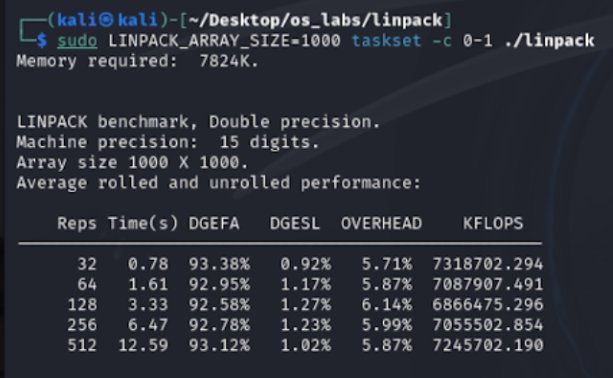 ┌──(kali㉿kali)-[~/Desktop/os_labs/linpack]
└─$ sudo LINPACK_ARRAY_SIZE=1000 taskset -c 0-1 ./linpack
Memory required:  7824K.
LINPACK benchmark, Double precision.
Machine precision:  15 digits.
Array size 1000 X 1000.
Average rolled and unrolled performance:
Reps Time(s) DGEFA DGESL OVERHEAD KFLOPS
32 0.78 93.38% 0.92% 5.71% 7318702.294
64 1.61 92.95% 1.17% 5.87% 7087907.491
128 3.33 92.58% 1.27% 6.14% 6866475.296
256 6.47 92.78% 1.23% 5.99% 7055502.854
512 12.59 93.12% 1.02% 5.87% 7245702.190